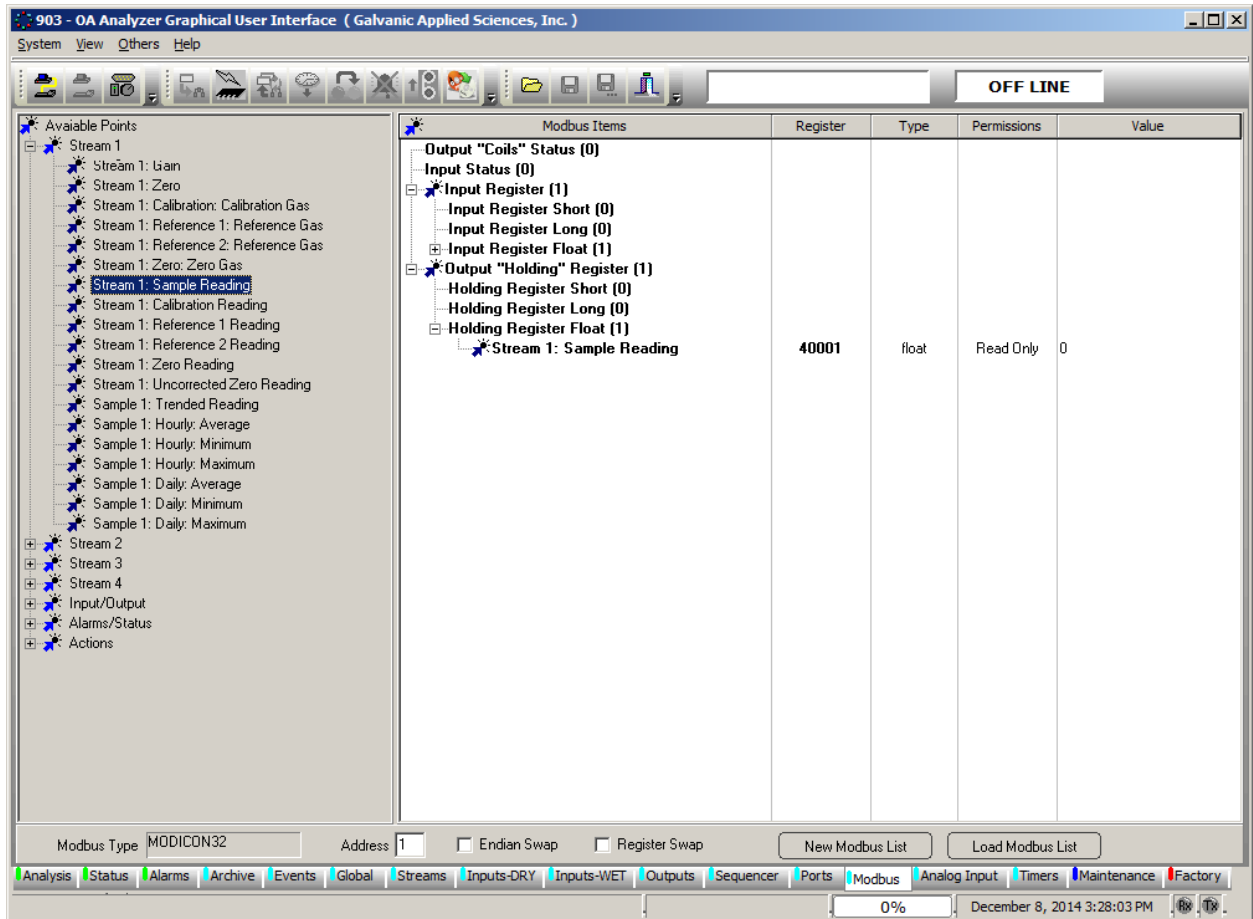 903 - OA Analyzer Graphical User Interface ( Galvanic Applied Sciences, Inc. )
System View Others Help
OFF LINE
Avaiable Points
Stream 1
Stream 1: Gain
Stream 1: Zero
Stream 1: Calibration: Calibration Gas
Stream 1: Reference 1: Reference Gas
Stream 1: Reference 2: Reference Gas
Stream 1: Zero: Zero Gas
Stream 1: Sample Reading
Stream 1: Calibration Reading
Stream 1: Reference 1 Reading
Stream 1: Reference 2 Reading
Stream 1: Zero Reading
Stream 1: Uncorrected Zero Reading
Sample 1: Trended Reading
Sample 1: Hourly: Average
Sample 1: Hourly: Minimum
Sample 1: Hourly: Maximum
Sample 1: Daily: Average
Sample 1: Daily: Minimum
Sample 1: Daily: Maximum
Stream 2
Stream 3
Stream 4
Input/Output
Alarms/Status
Actions
Modbus Items Register Type Permissions Value
Output "Coils" Status (0)
Input Status (0)
Input Register (1)
Input Register Short (0)
Input Register Long (0)
Input Register Float (1)
Output "Holding" Register (1)
Holding Register Short (0)
Holding Register Long (0)
Holding Register Float (1)
Stream 1: Sample Reading 40001 float Read Only 0
Modbus Type MODICON32 Address 1 Endian Swap Register Swap New Modbus List Load Modbus List
Analysis Status Alarms Archive Events Global Streams Inputs-DRY Inputs-WET Outputs Sequencer Ports Modbus Analog Input Timers Maintenance Factory
0% December 8, 2014 3:28:03 PM Rx Tx